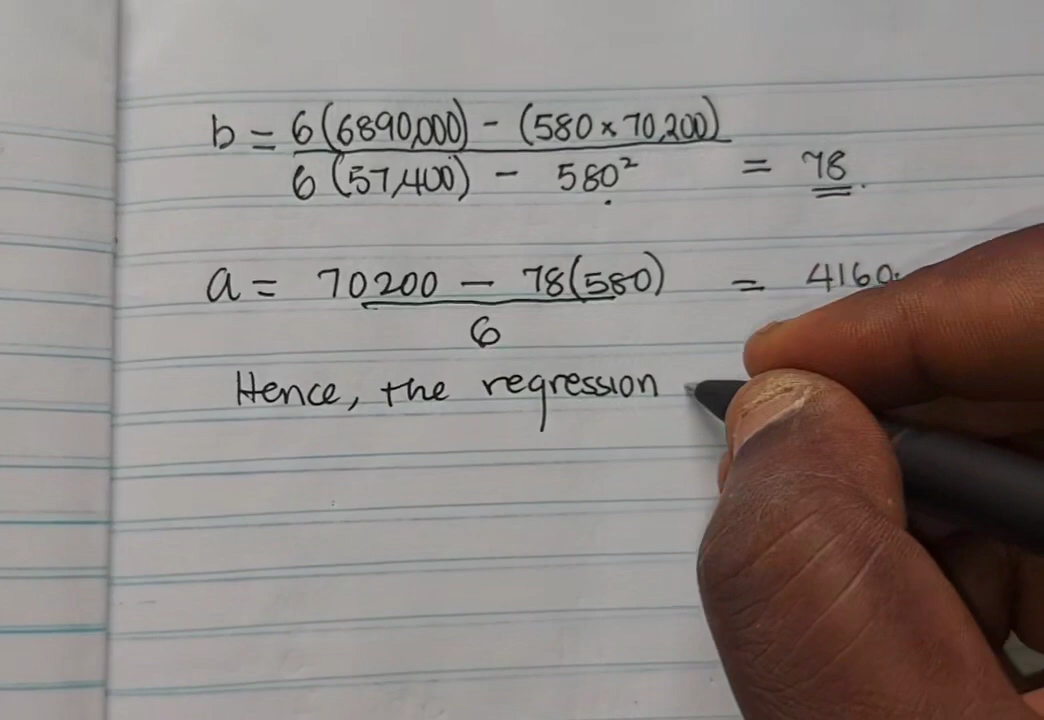 b = 6(6890,000) - (580 × 70,200)
6(57,400) - 580² = 78.
a = 70200 - 78(580) = 4160.
6
Hence, the regression